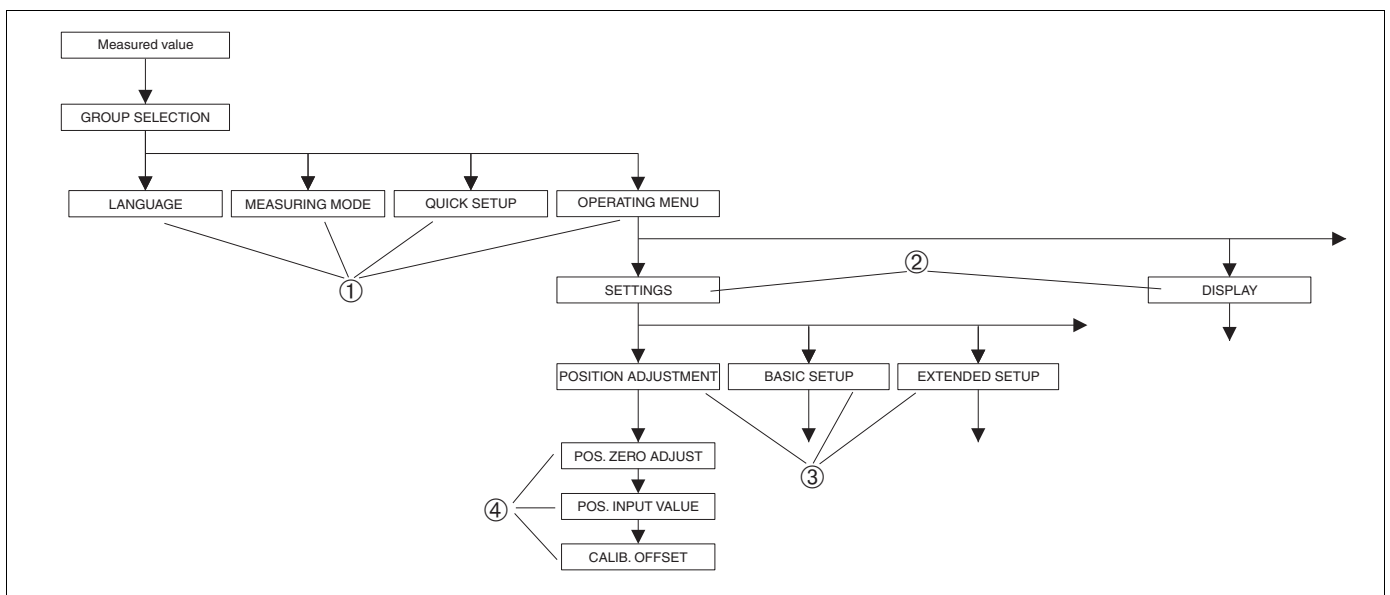 Measured value
GROUP SELECTION
LANGUAGE
MEASURING MODE
QUICK SETUP
OPERATING MENU
①
②
SETTINGS
DISPLAY
POSITION ADJUSTMENT
BASIC SETUP
EXTENDED SETUP
POS. ZERO ADJUST
③
④
POS. INPUT VALUE
CALIB. OFFSET